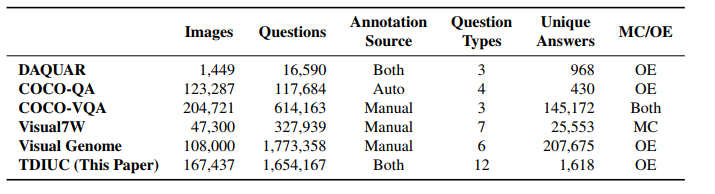 Images Questions Annotation Source Question Types Unique Answers MC/OE
DAQUAR 1,449 16,590 Both 3 968 OE
COCO-QA 123,287 117,684 Auto 4 430 OE
COCO-VQA 204,721 614,163 Manual 3 145,172 Both
Visual7W 47,300 327,939 Manual 7 25,553 MC
Visual Genome 108,000 1,773,358 Manual 6 207,675 OE
TDIUC (This Paper) 167,437 1,654,167 Both 12 1,618 OE